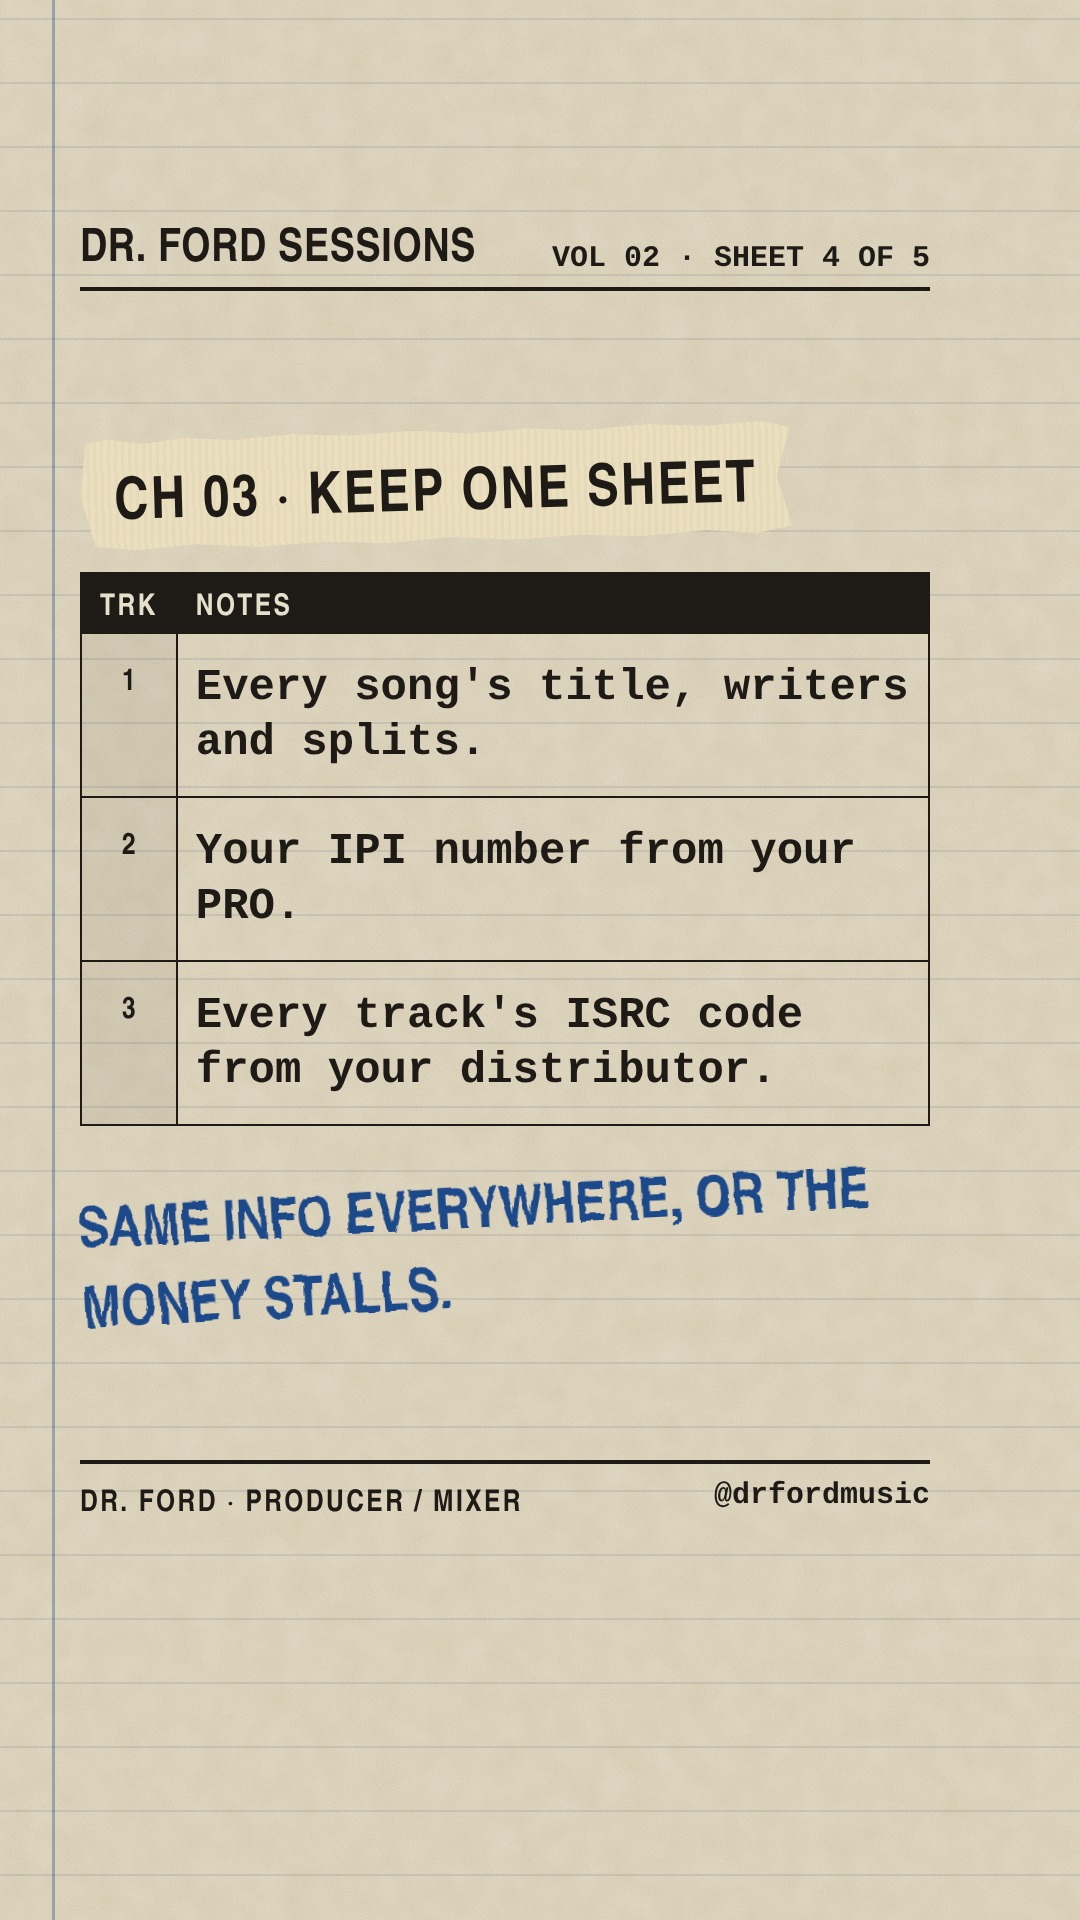 DR. FORD SESSIONS
VOL 02 · SHEET 4 OF 5
CH 03 · KEEP ONE SHEET
TRK NOTES
1 Every song's title, writers
and splits.
2 Your IPI number from your
PRO.
3 Every track's ISRC code
from your distributor.
SAME INFO EVERYWHERE, OR THE
MONEY STALLS.
DR. FORD · PRODUCER / MIXER
@drfordmusic